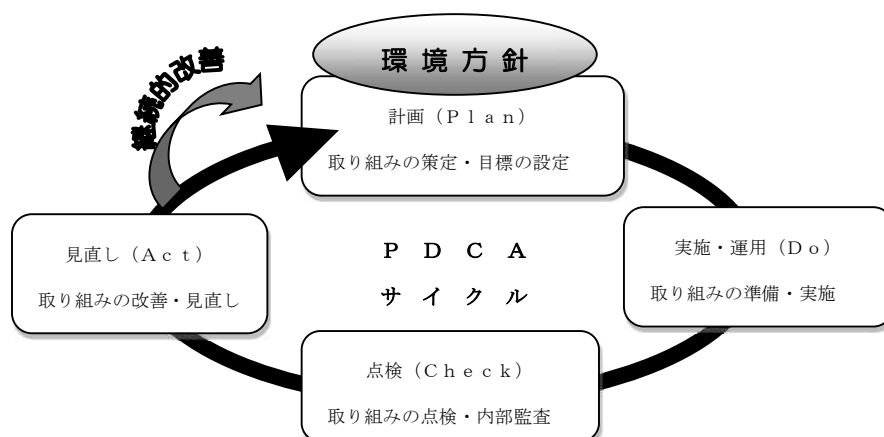 環境方針
継続的改善
計画（Ｐｌａｎ）
取り組みの策定・目標の設定
見直し（Ａｃｔ）
取り組みの改善・見直し
ＰＤＣＡ
サイクル
実施・運用（Ｄｏ）
取り組みの準備・実施
点検（Ｃｈｅｃｋ）
取り組みの点検・内部監査